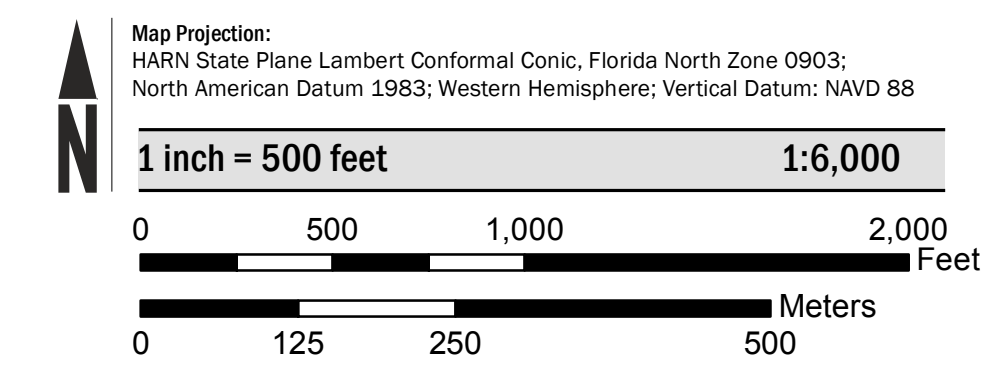 N
Map Projection:
HARN State Plane Lambert Conformal Conic, Florida North Zone 0903;
North American Datum 1983; Western Hemisphere; Vertical Datum: NAVD 88
1 inch = 500 feet 1:6,000
0 500 1,000 2,000
Feet
Meters
0 125 250 500